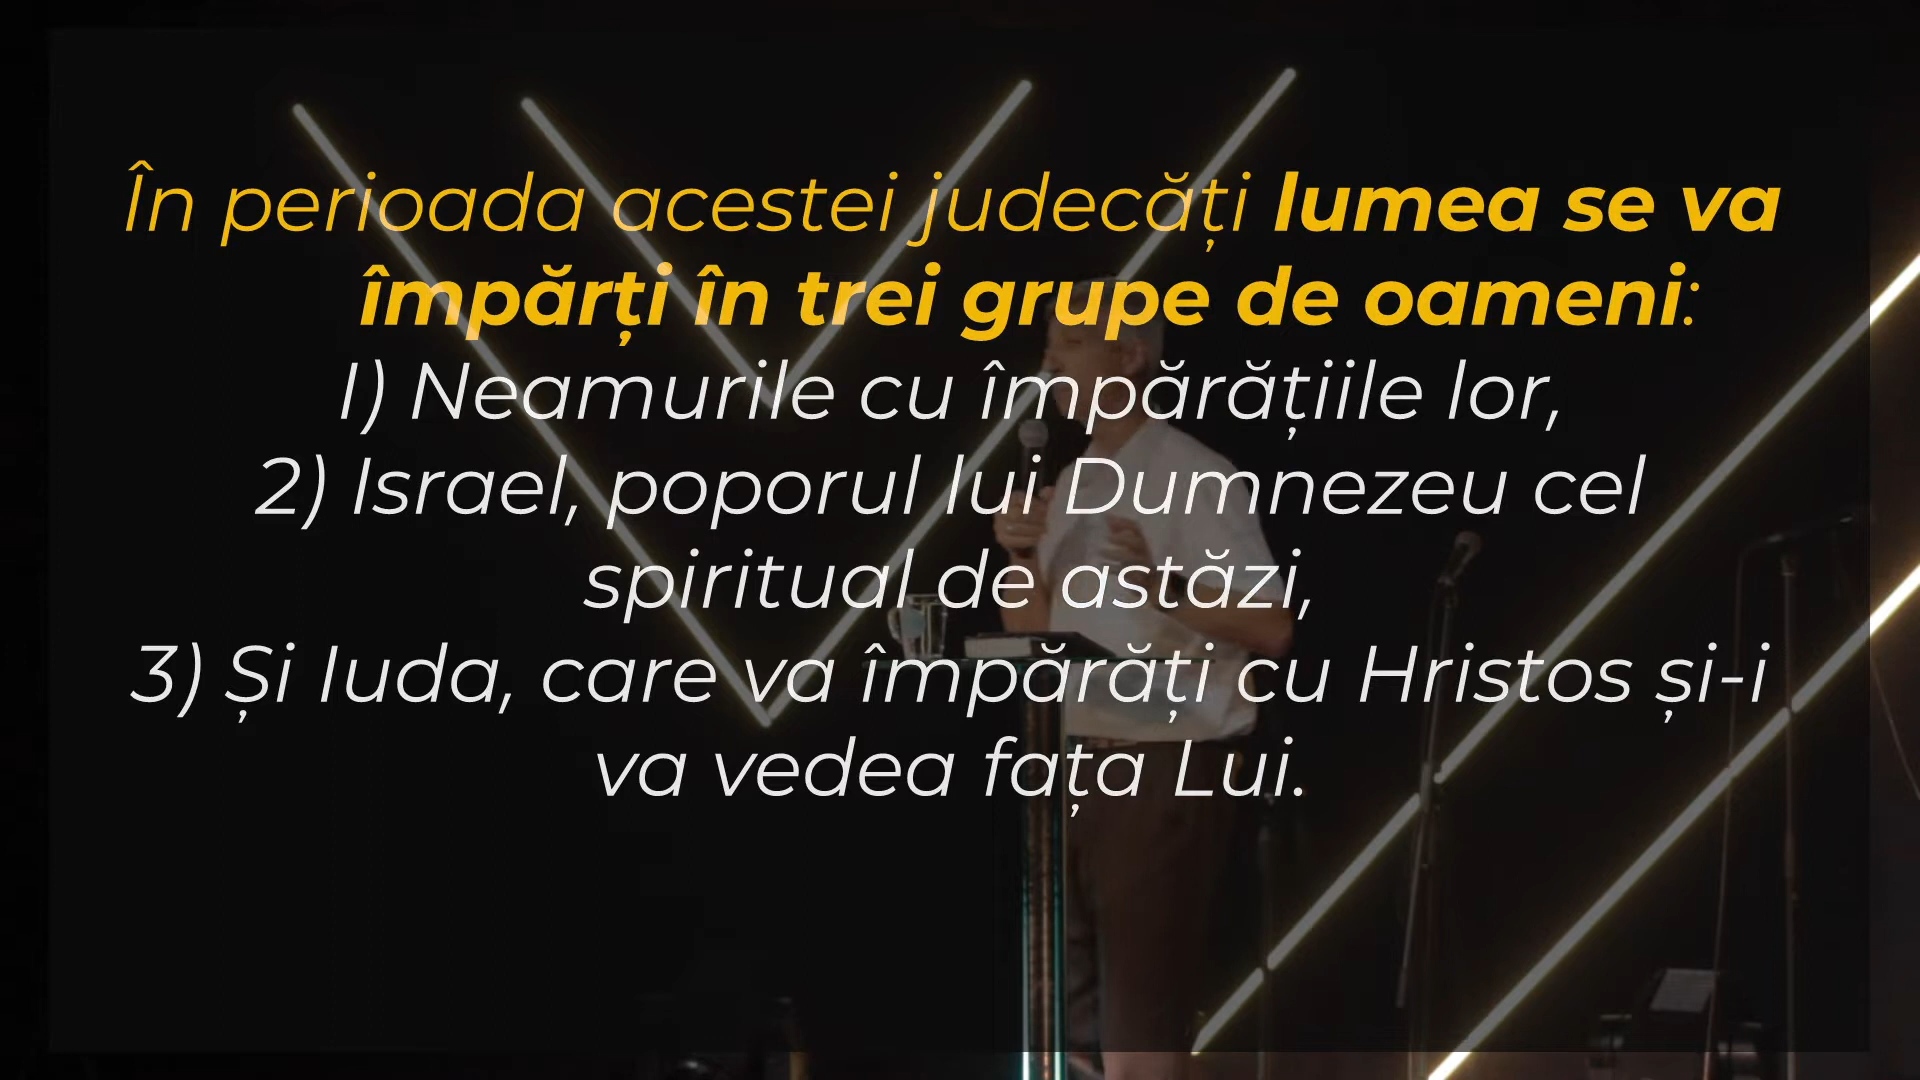 În perioada acestei judecăți lumea se va
împărți în trei grupe de oameni:
1) Neamurile cu împărățiile lor,
2) Israel, poporul lui Dumnezeu cel
spiritual de astăzi,
3) Și Iuda, care va împărăți cu Hristos și-i
va vedea fața Lui.